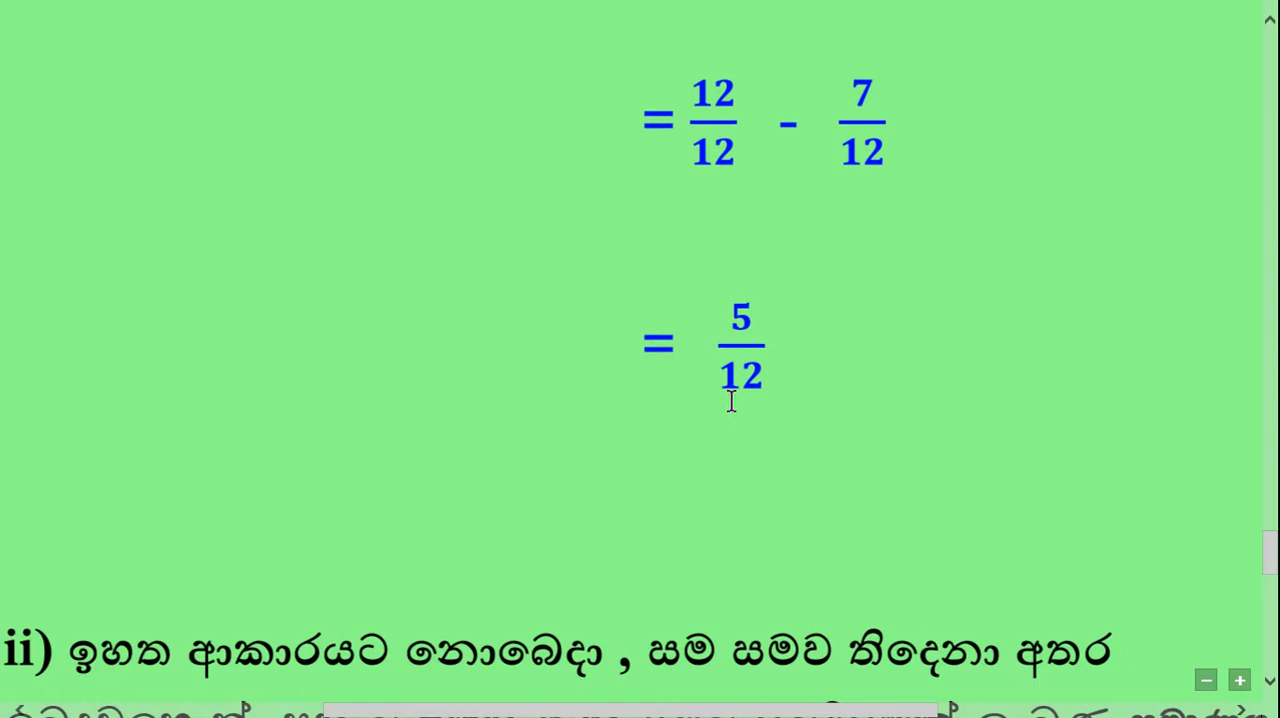 = 12/12 - 7/12
= 5/12
ii) ඉහත ආකාරයට නොබෙදා , සම සමව තිදෙනා අතර